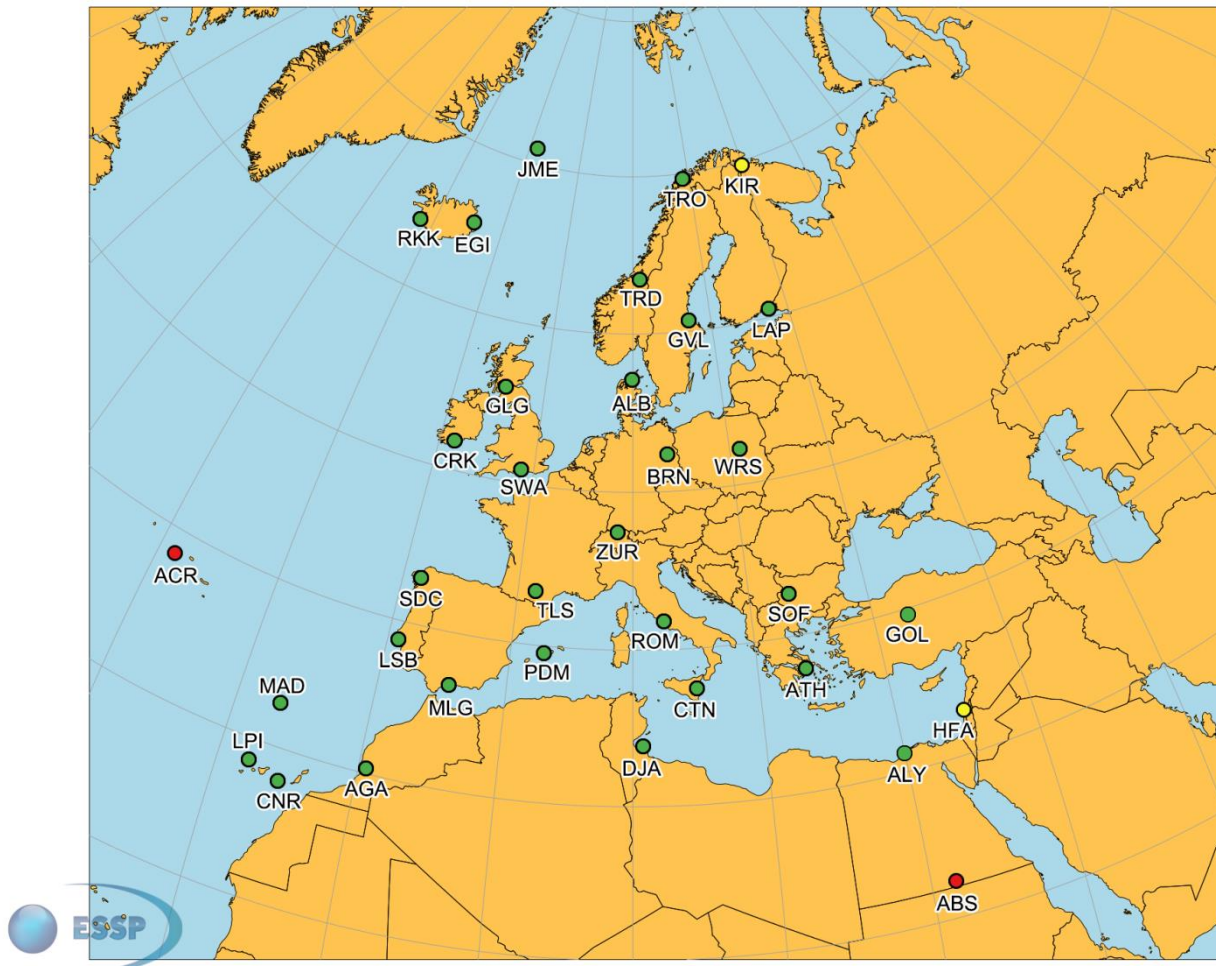 JME
TRO
KIR
RKK
EGI
TRD
GVL
LAP
GLG
ALB
CRK
SWA
BRN
WRS
ZUR
ACR
SDC
TLS
SOF
GOL
LSB
ROM
PDM
ATH
MAD
MLG
CTN
HFA
LPI
DJA
ALY
CNR
AGA
ABS
ESSP